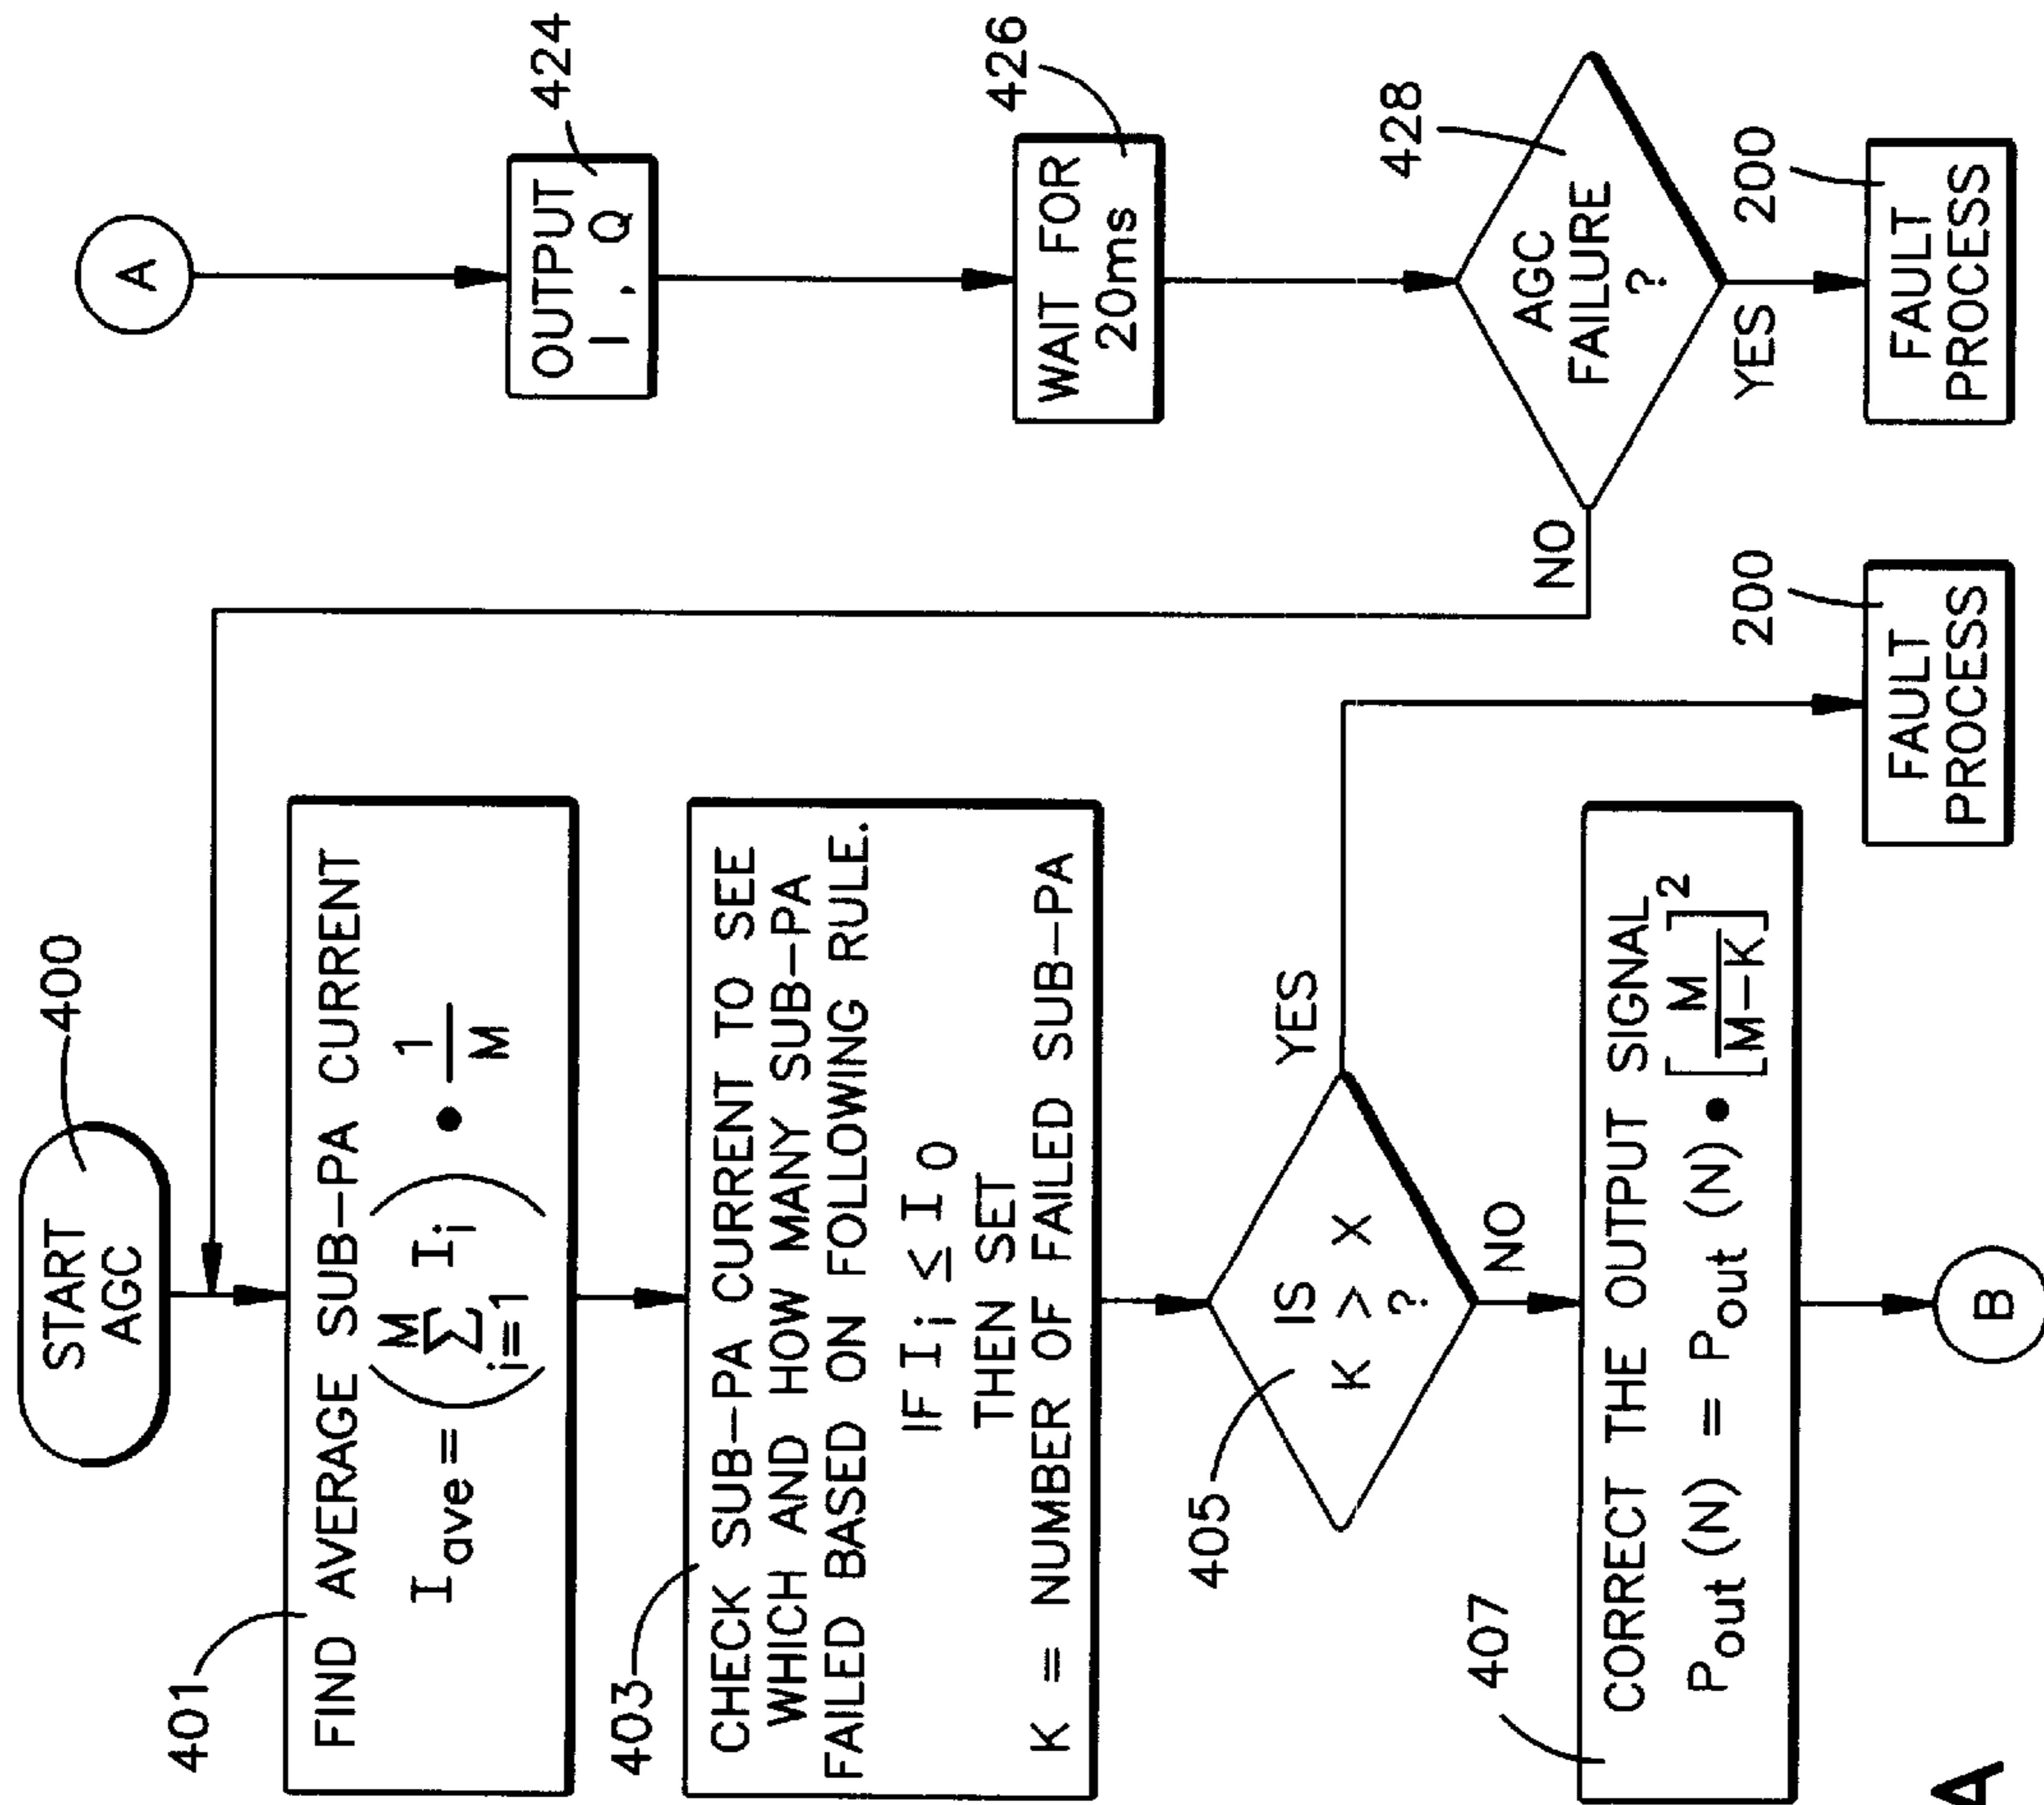 START
AGC
400
401
FIND AVERAGE SUB-PA CURRENT
I_ave = ( M Σ i=1 I_i ) • 1/M
403
CHECK SUB-PA CURRENT TO SEE
WHICH AND HOW MANY SUB-PA
FAILED BASED ON FOLLOWING RULE.
IF I_i ≤ I_O
THEN SET
K = NUMBER OF FAILED SUB-PA
405
IS
K > X
?
YES
NO
200
FAULT
PROCESS
407
CORRECT THE OUTPUT SIGNAL
P_out (N) = P_out (N) • [M/M-K]²
B
A
OUTPUT
I , Q
424
WAIT FOR
20ms
426
AGC
FAILURE
?
428
NO
YES
200
FAULT
PROCESS
A